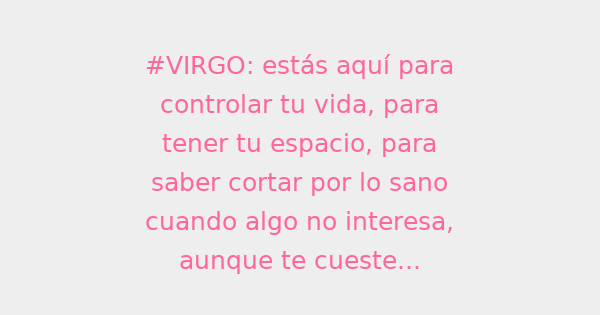 #VIRGO: estás aquí para
controlar tu vida, para
tener tu espacio, para
saber cortar por lo sano
cuando algo no interesa,
aunque te cueste...